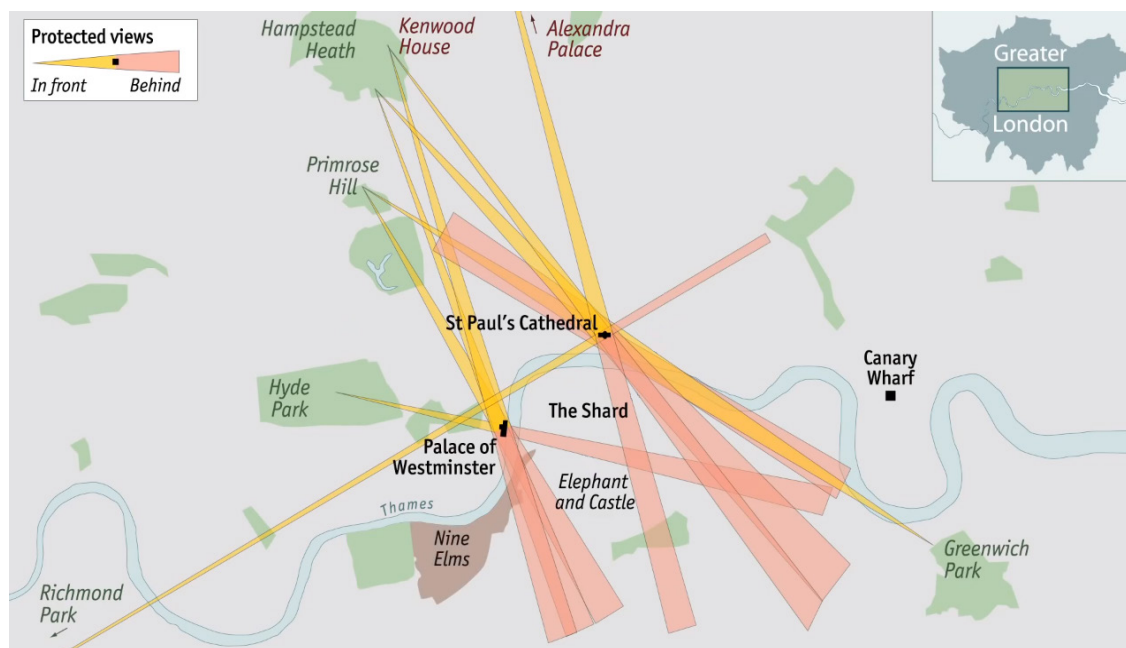 Protected views
In front
Behind
Hampstead
Heath
Kenwood
House
Alexandra
Palace
Greater
London
Primrose
Hill
St Paul's Cathedral
Canary
Wharf
Hyde
Park
The Shard
Palace of
Westminster
Elephant
and Castle
Thames
Nine
Elms
Greenwich
Park
Richmond
Park